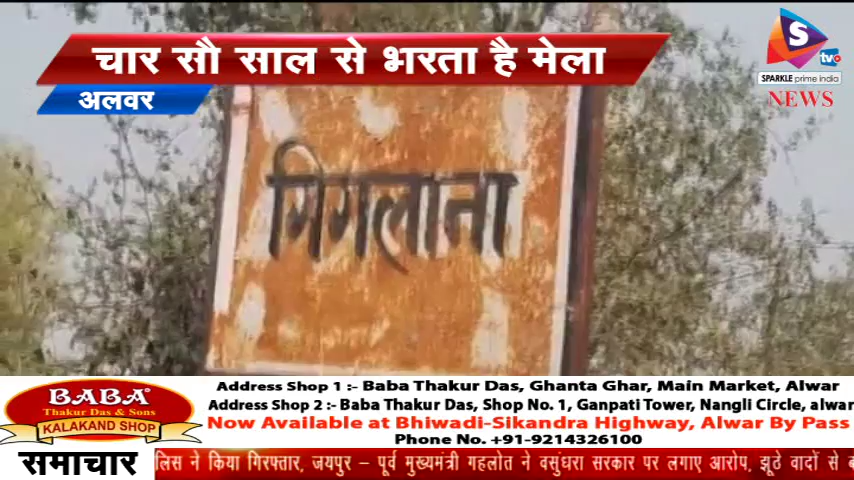 चार सौ साल से भरता है मेला
अलवर
S
tvo
SPARKLE prime india
NEWS
गिगलाना
BABA
Thakur Das & Sons
KALAKAND SHOP
Address Shop 1 :- Baba Thakur Das, Ghanta Ghar, Main Market, Alwar
Address Shop 2 :- Baba Thakur Das, Shop No. 1, Ganpati Tower, Nangli Circle, alwar
Now Available at Bhiwadi-Sikandra Highway, Alwar By Pass
Phone No. +91-9214326100
समाचार
लिस ने किया गिरफ्तार, जयपुर – पूर्व मुख्यमंत्री गहलोत ने वसुंधरा सरकार पर लगाए आरोप, झूठे वादों से